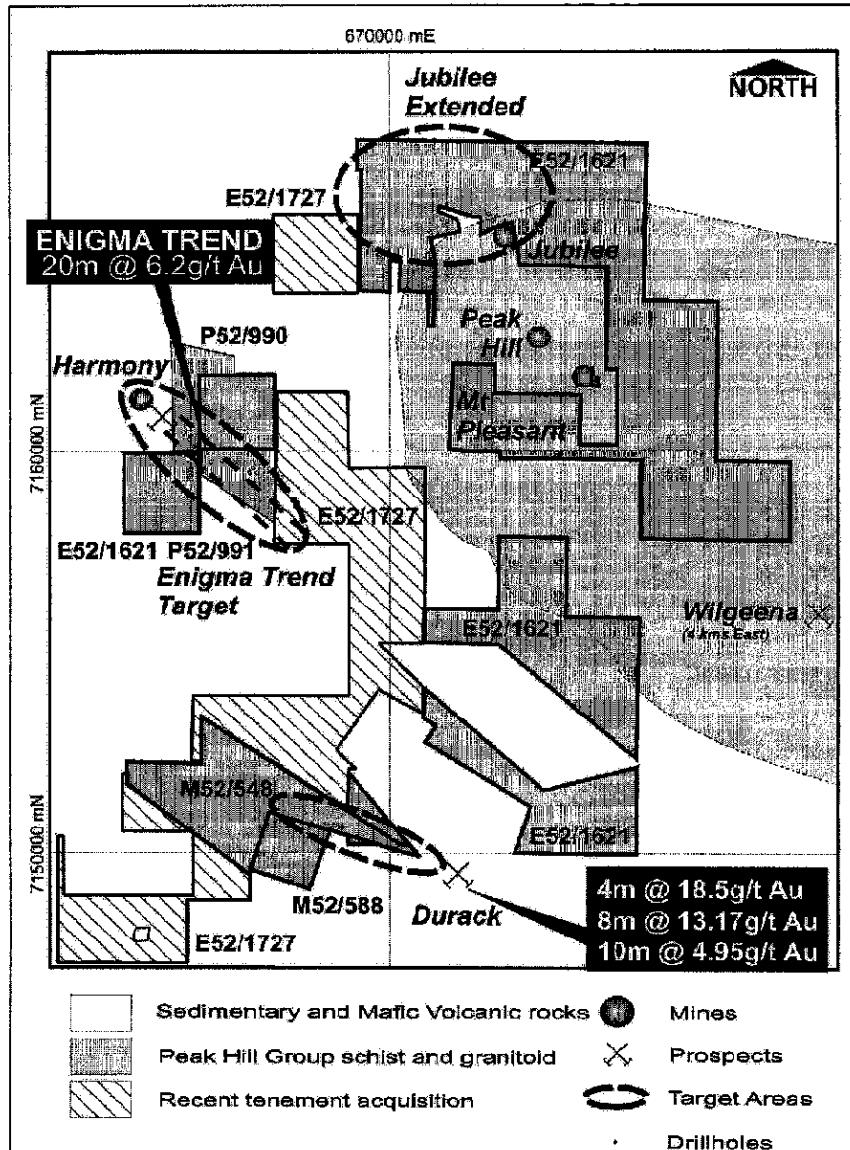 670000 mE
Jubilee
Extended
NORTH
E52/1621
E52/1727
ENIGMA TREND
20m @ 6.2g/t Au
Jubilee
P52/990
Peak
Hill
Harmony
Mt
Pleasant
7160000 mN
E52/1727
E52/1621 P52/991
Enigma Trend
Target
Wilgeena
(4 kms East)
E52/1621
M52/548
7150000 mN
E52/1621
M52/588
Durack
4m @ 18.5g/t Au
8m @ 13.17g/t Au
10m @ 4.95g/t Au
E52/1727
Sedimentary and Mafic Volcanic rocks
Mines
Peak Hill Group schist and granitoid
Prospects
Recent tenement acquisition
Target Areas
Drillholes